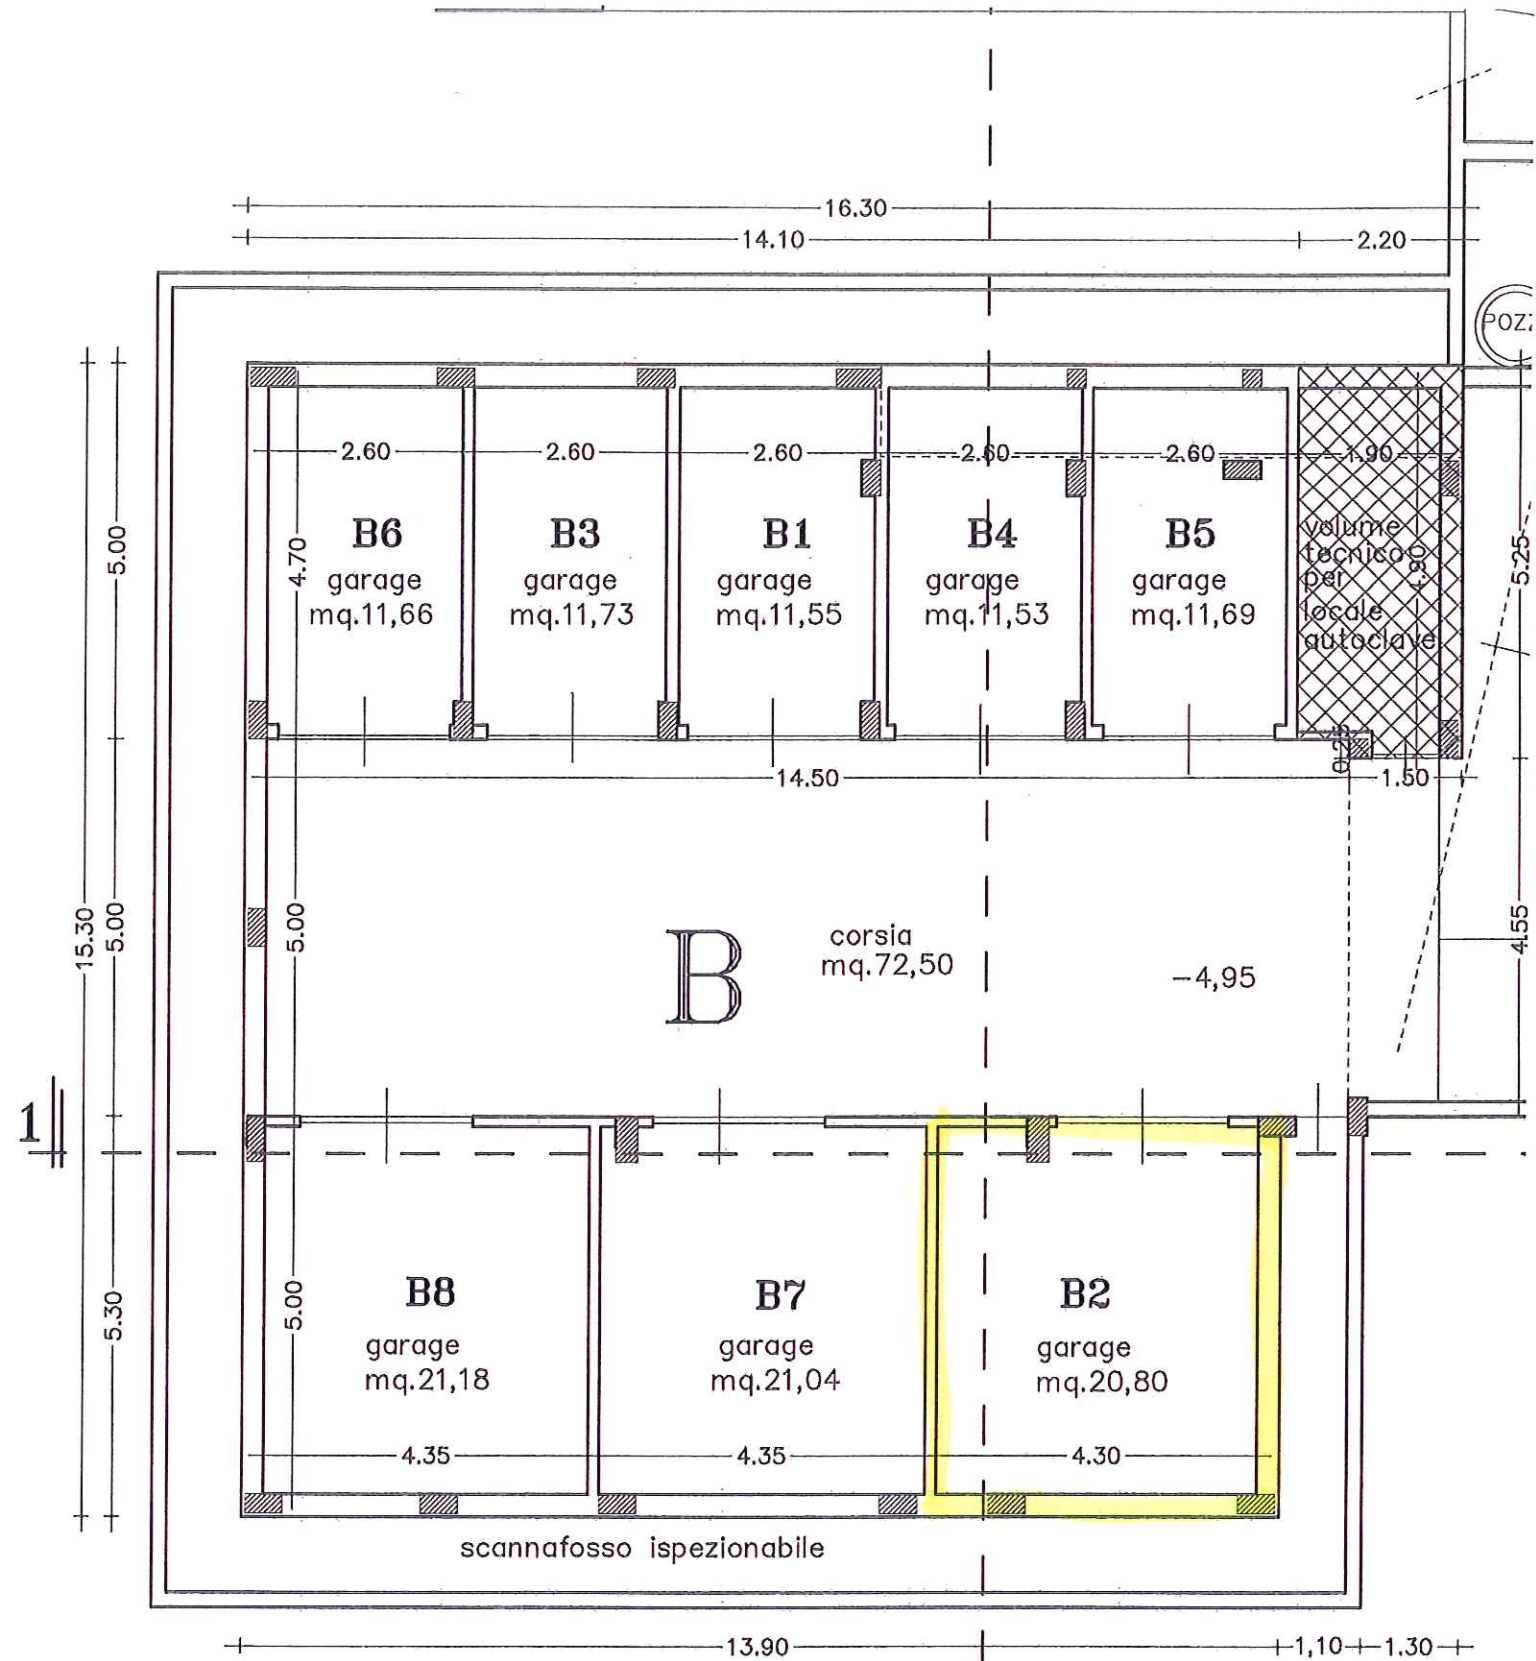 16.30
14.10
2.20
2.60
2.60
2.60
2.60
2.60
1.90
B6
garage
mq.11,66
B3
garage
mq.11,73
B1
garage
mq.11,55
B4
garage
mq.11,53
B5
garage
mq.11,69
volume
tecnico
per
locale
autoclave
4.70
5.00
5.25
0.25
14.50
1.50
15.30
5.00
5.00
4.55
B
corsia
mq.72,50
-4,95
1
5.30
5.00
B8
garage
mq.21,18
B7
garage
mq.21,04
B2
garage
mq.20,80
4.35
4.35
4.30
scannafosso ispezionabile
13.90
1,10
1.30